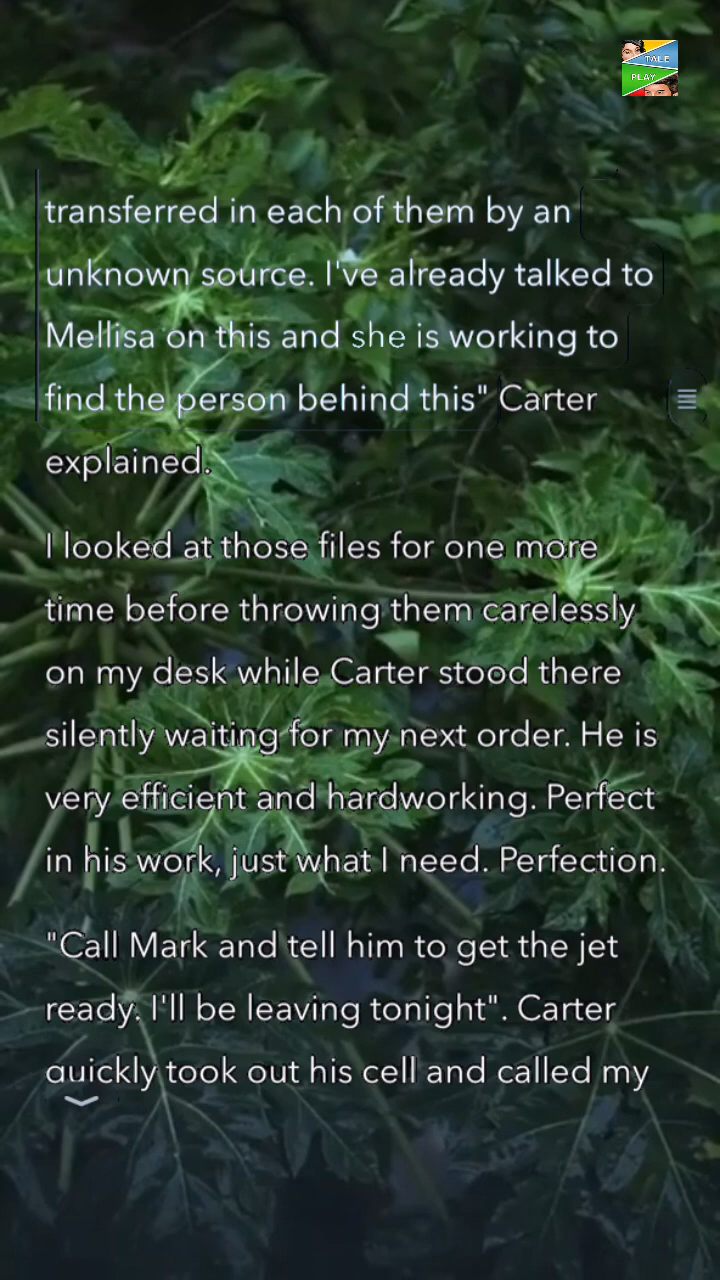 TALE
PLAY
transferred in each of them by an
unknown source. I've already talked to
Mellisa on this and she is working to
find the person behind this" Carter
explained.
I looked at those files for one more
time before throwing them carelessly
on my desk while Carter stood there
silently waiting for my next order. He is
very efficient and hardworking. Perfect
in his work, just what I need. Perfection.
"Call Mark and tell him to get the jet
ready. I'll be leaving tonight". Carter
quickly took out his cell and called my